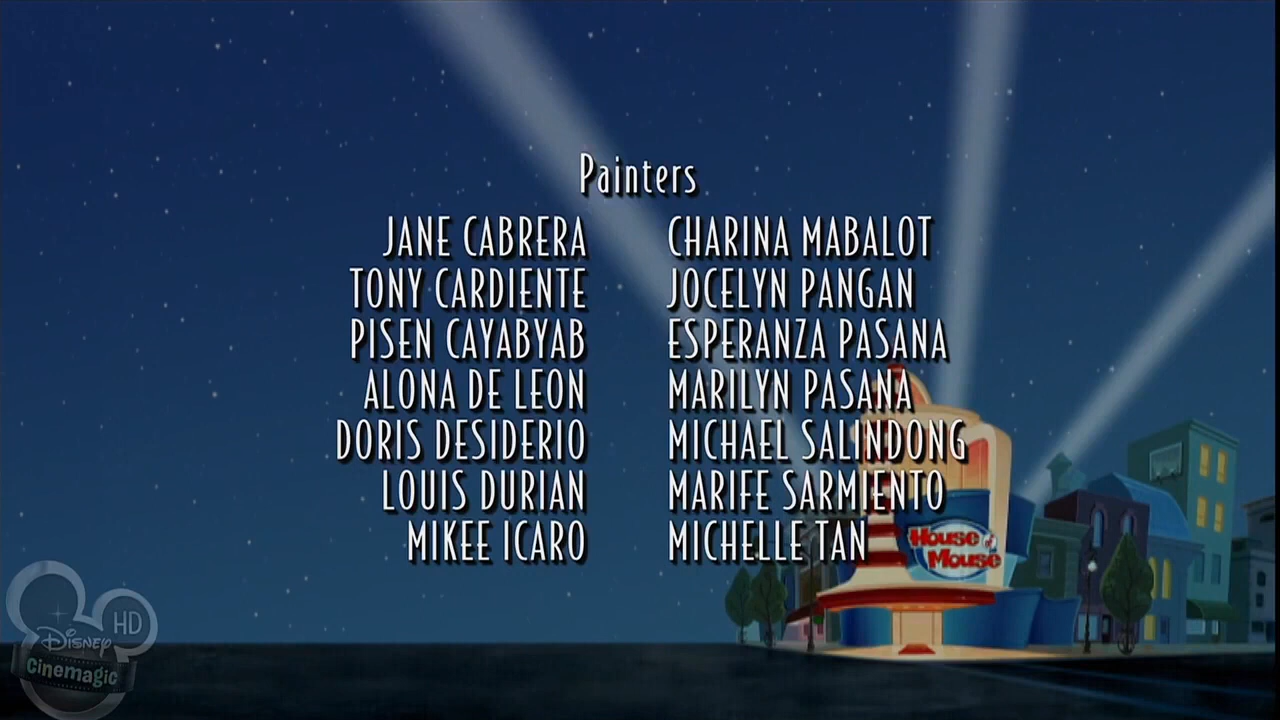 Painters
JANE CABRERA CHARINA MABALOT
TONY CARDIENTE JOCELYN PANGAN
PISEN CAYABYAB ESPERANZA PASANA
ALONA DE LEON MARILYN PASANA
DORIS DESIDERIO MICHAEL SALINDONG
LOUIS DURIAN MARIFE SARMIENTO
MIKEE ICARO MICHELLE TAN
House of
Mouse
HD
Disney
Cinemagic